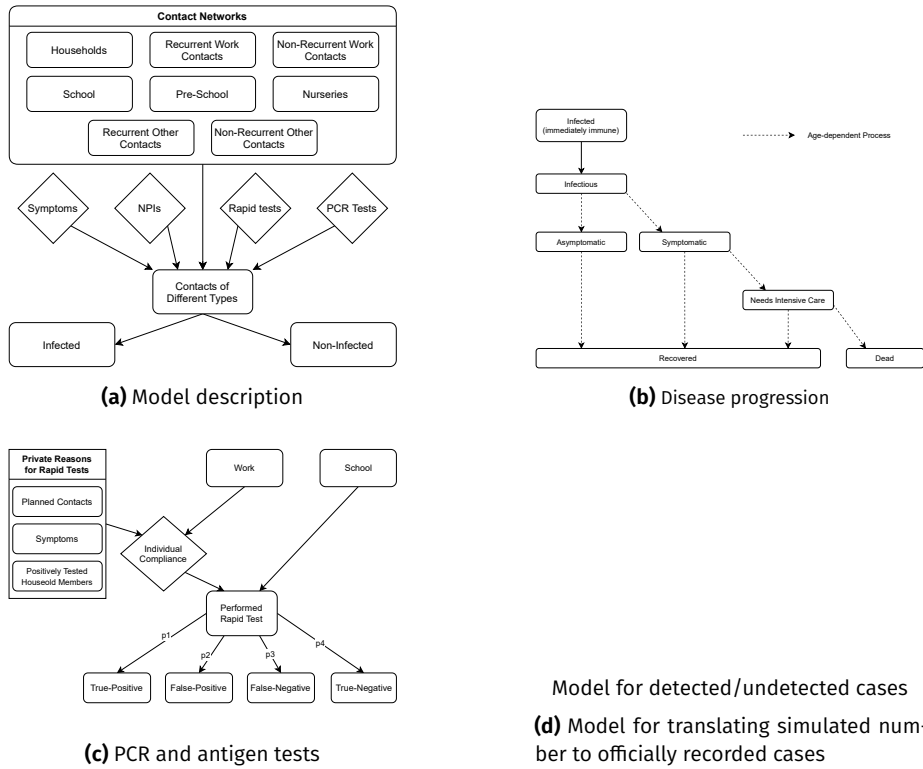 Contact Networks
Households
Recurrent Work
Contacts
Non-Recurrent Work
Contacts
School
Pre-School
Nurseries
Recurrent Other
Contacts
Non-Recurrent Other
Contacts
Symptoms
NPIs
Rapid tests
PCR Tests
Contacts of
Different Types
Infected
Non-Infected
(a) Model description
Infected
(immediately immune)
Age-dependent Process
Infectious
Asymptomatic
Symptomatic
Needs Intensive Care
Recovered
Dead
(b) Disease progression
Private Reasons
for Rapid Tests
Planned Contacts
Symptoms
Positively Tested
Houseold Members
Work
School
Individual
Compliance
Performed
Rapid Test
p1
p2
p3
p4
True-Positive
False-Positive
False-Negative
True-Negative
(c) PCR and antigen tests
Model for detected/undetected cases
(d) Model for translating simulated num-
ber to officially recorded cases